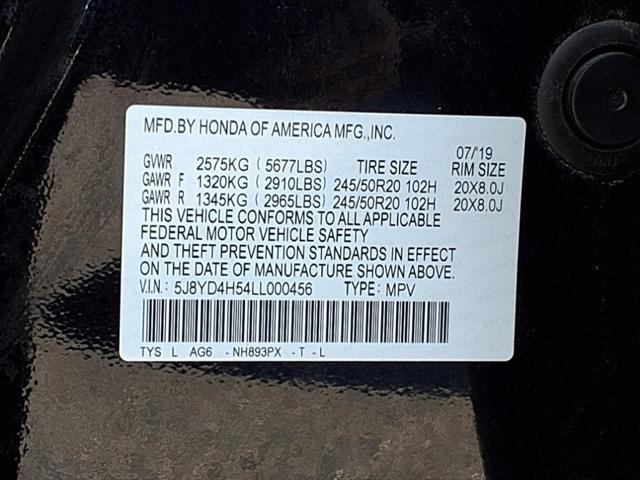 MFD.BY HONDA OF AMERICA MFG.,INC.
07/'19
GVWR 2575KG (5677LBS) TIRE SIZE RIM SIZE
GAWR F 1320KG (2910LBS) 245/50R20 102H 20X8.0J
GAWR R 1345KG (2965LBS) 245/50R20 102H 20X8.0J
THIS VEHICLE CONFORMS TO ALL APPLICABLE
FEDERAL MOTOR VEHICLE SAFETY
AND THEFT PREVENTION STANDARDS IN EFFECT
ON THE DATE OF MANUFACTURE SHOWN ABOVE.
V.I.N: 5J8YD4H54LL000456 TYPE: MPV
TYS L AG6 -NH893PX -T -L